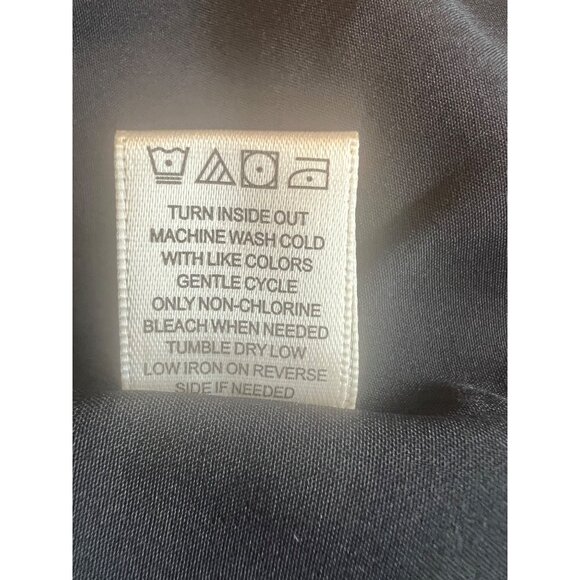 TURN INSIDE OUT
MACHINE WASH COLD
WITH LIKE COLORS
GENTLE CYCLE
ONLY NON-CHLORINE
BLEACH WHEN NEEDED
TUMBLE DRY LOW
LOW IRON ON REVERSE
SIDE IF NEEDED